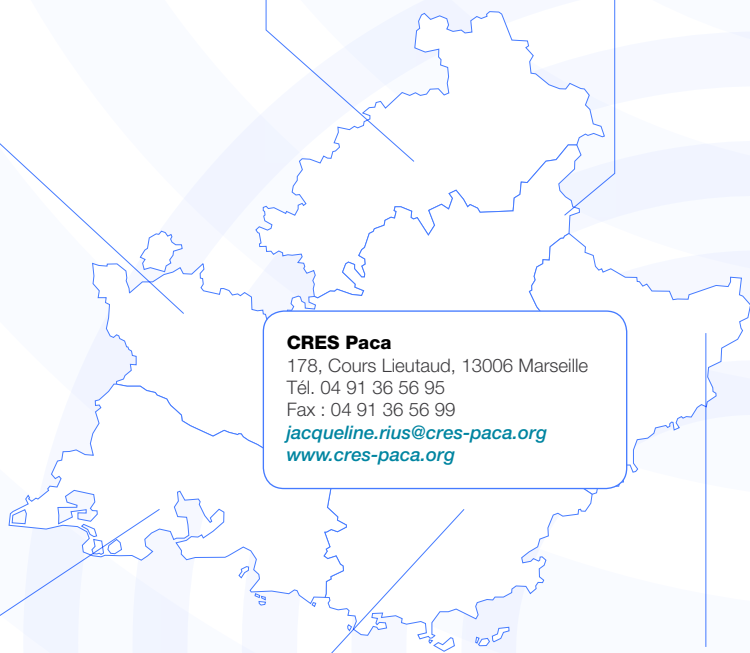 CRES Paca
178, Cours Lieutaud, 13006 Marseille
Tél. 04 91 36 56 95
Fax : 04 91 36 56 99
jacqueline.rius@cres-paca.org
www.cres-paca.org